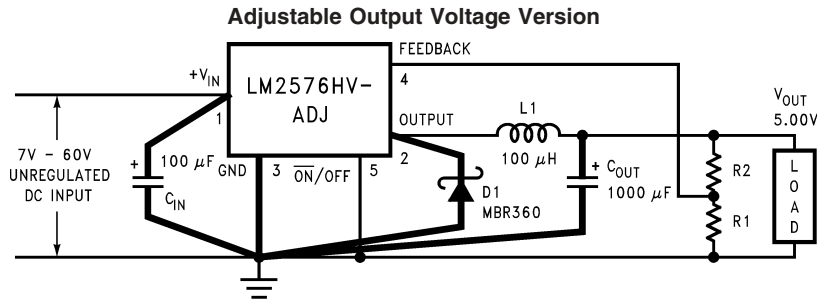 Adjustable Output Voltage Version
FEEDBACK
+VIN
LM2576HV-
ADJ
4
1
OUTPUT
L1
VOUT
5.00V
7V - 60V
UNREGULATED
DC INPUT
+
100 μF
CIN
GND
3
ON/OFF
5
2
100 μH
D1
MBR360
+
COUT
1000 μF
R2
R1
LOAD